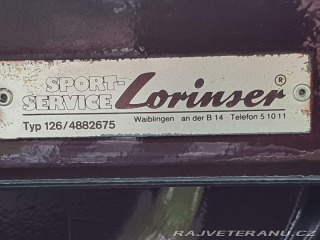 SPORT-
SERVICE Lorinser ®
Typ 126/4882675 Waiblingen an der B 14 Telefon 5 10 11
RAJVETERANU.CZ